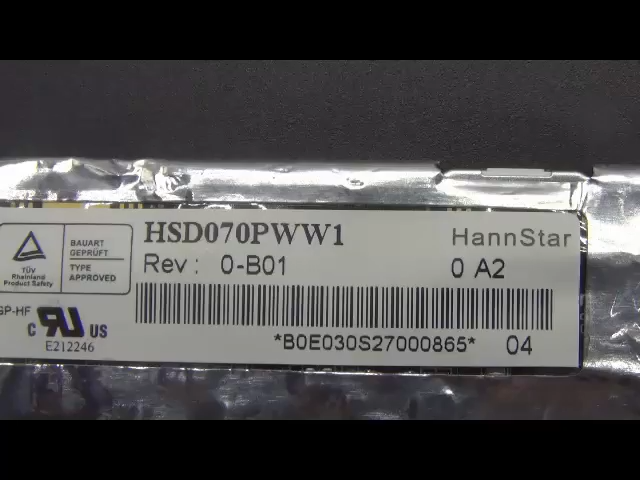 HSD070PWW1
HannStar
Rev: 0-B01
0 A2
*B0E030S27000865*
04
BAUART
GEPRÜFT
TYPE
APPROVED
TÜV
Rheinland
Product Safety
GP-HF
c RU US
E212246